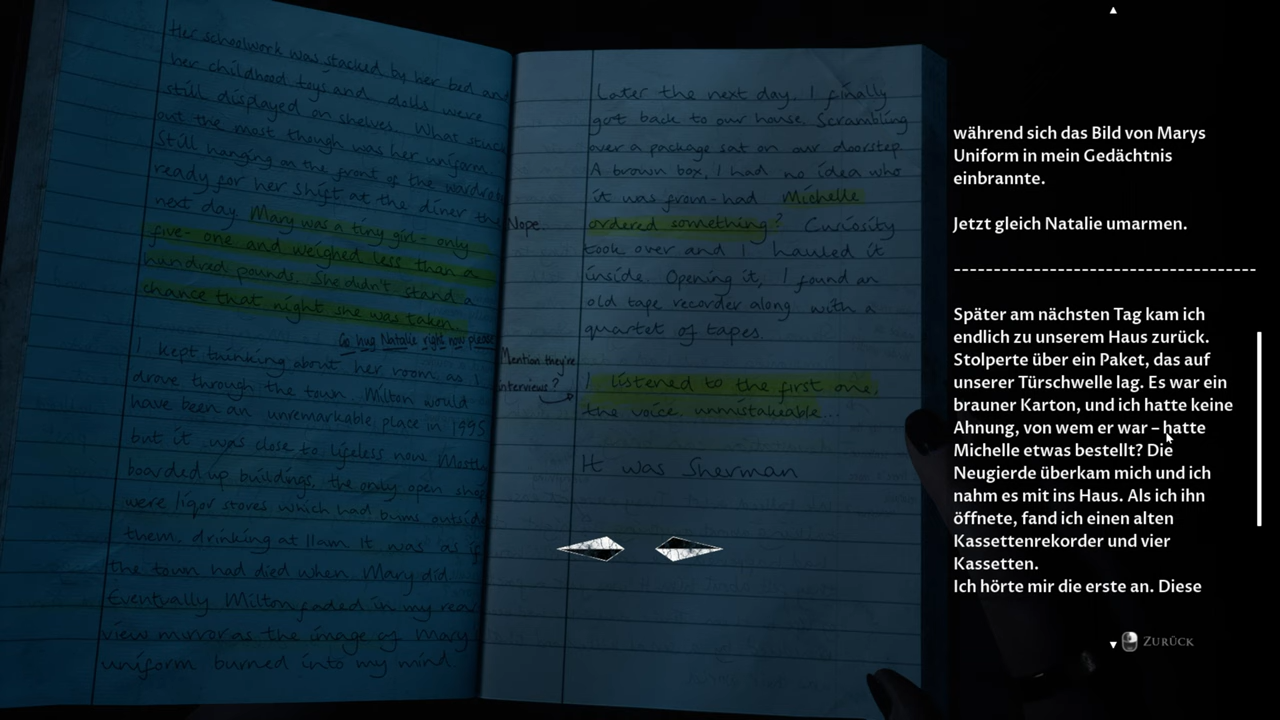 Her schoolwork was stacked by her bed and
her childhood toys and dolls were
still displayed on shelves. What stuck
out the most though was her uniform.
Still hanging on the front of the wardrobe
ready for her shift at the diner the
next day. Mary was a tiny girl - only
five-one and weighed less than a
hundred pounds. She didn't stand a
chance that night she was taken.
Go hug Natalie right now please
I kept thinking about her room as I
drove through the town. Milton would
have been an unremarkable place in 1995
but it was close to lifeless now. Mostly
boarded up buildings, the only open shops
were liqor stores which had bums outside
them, drinking at 11am. It was as if
the town had died when Mary did.
Eventually Milton faded in my rear
view mirror as the image of Mary
uniform burned into my mind
Later the next day, I finally
got back to our house. Scrambling
over a package sat on our doorstep.
A brown box, I had no idea who
it was from - had Michelle
Nope.
ordered something? Curiosity
took over and I hauled it
inside. Opening it, I found an
old tape recorder along with a
quartet of tapes.
Mention they're
interviews?
I listened to the first one,
the voice unmistakeable...
It was Sherman
während sich das Bild von Marys
Uniform in mein Gedächtnis
einbrannte.
Jetzt gleich Natalie umarmen.
-------------------------------------
Später am nächsten Tag kam ich
endlich zu unserem Haus zurück.
Stolperte über ein Paket, das auf
unserer Türschwelle lag. Es war ein
brauner Karton, und ich hatte keine
Ahnung, von wem er war – hatte
Michelle etwas bestellt? Die
Neugierde überkam mich und ich
nahm es mit ins Haus. Als ich ihn
öffnete, fand ich einen alten
Kassettenrekorder und vier
Kassetten.
Ich hörte mir die erste an. Diese
ZURÜCK